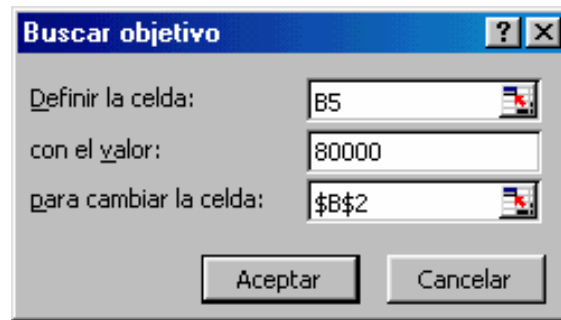 Buscar objetivo ? X
Definir la celda: B5
con el valor: 80000
para cambiar la celda: $B$2
Aceptar Cancelar